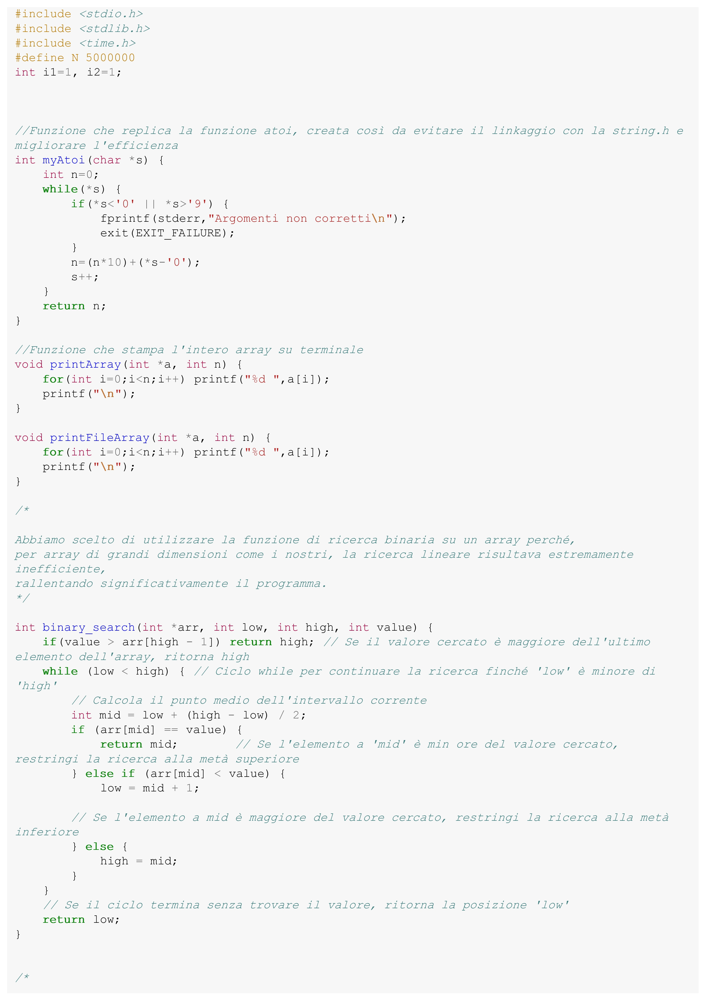 #include <stdio.h>
#include <stdlib.h>
#include <time.h>
#define N 5000000
int i1=1, i2=1;
//Funzione che replica la funzione atoi, creata così da evitare il linkaggio con la string.h e
migliorare l'efficienza
int myAtoi(char *s) {
    int n=0;
    while(*s) {
        if(*s<'0' || *s>'9') {
            fprintf(stderr,"Argomenti non corretti\n");
            exit(EXIT_FAILURE);
        }
        n=(n*10)+(*s-'0');
        s++;
    }
    return n;
}
//Funzione che stampa l'intero array su terminale
void printArray(int *a, int n) {
    for(int i=0;i<n;i++) printf("%d ",a[i]);
    printf("\n");
}
void printFileArray(int *a, int n) {
    for(int i=0;i<n;i++) printf("%d ",a[i]);
    printf("\n");
}
/*
Abbiamo scelto di utilizzare la funzione di ricerca binaria su un array perché,
per array di grandi dimensioni come i nostri, la ricerca lineare risultava estremamente
inefficiente,
rallentando significativamente il programma.
*/
int binary_search(int *arr, int low, int high, int value) {
    if(value > arr[high - 1]) return high; // Se il valore cercato è maggiore dell'ultimo
elemento dell'array, ritorna high
    while (low < high) { // Ciclo while per continuare la ricerca finché 'low' è minore di
'high'
        // Calcola il punto medio dell'intervallo corrente
        int mid = low + (high - low) / 2;
        if (arr[mid] == value) {
            return mid;        // Se l'elemento a 'mid' è min ore del valore cercato,
restringi la ricerca alla metà superiore
        } else if (arr[mid] < value) {
            low = mid + 1;
        // Se l'elemento a mid è maggiore del valore cercato, restringi la ricerca alla metà
inferiore
        } else {
            high = mid;
        }
    }
    // Se il ciclo termina senza trovare il valore, ritorna la posizione 'low'
    return low;
}
/*